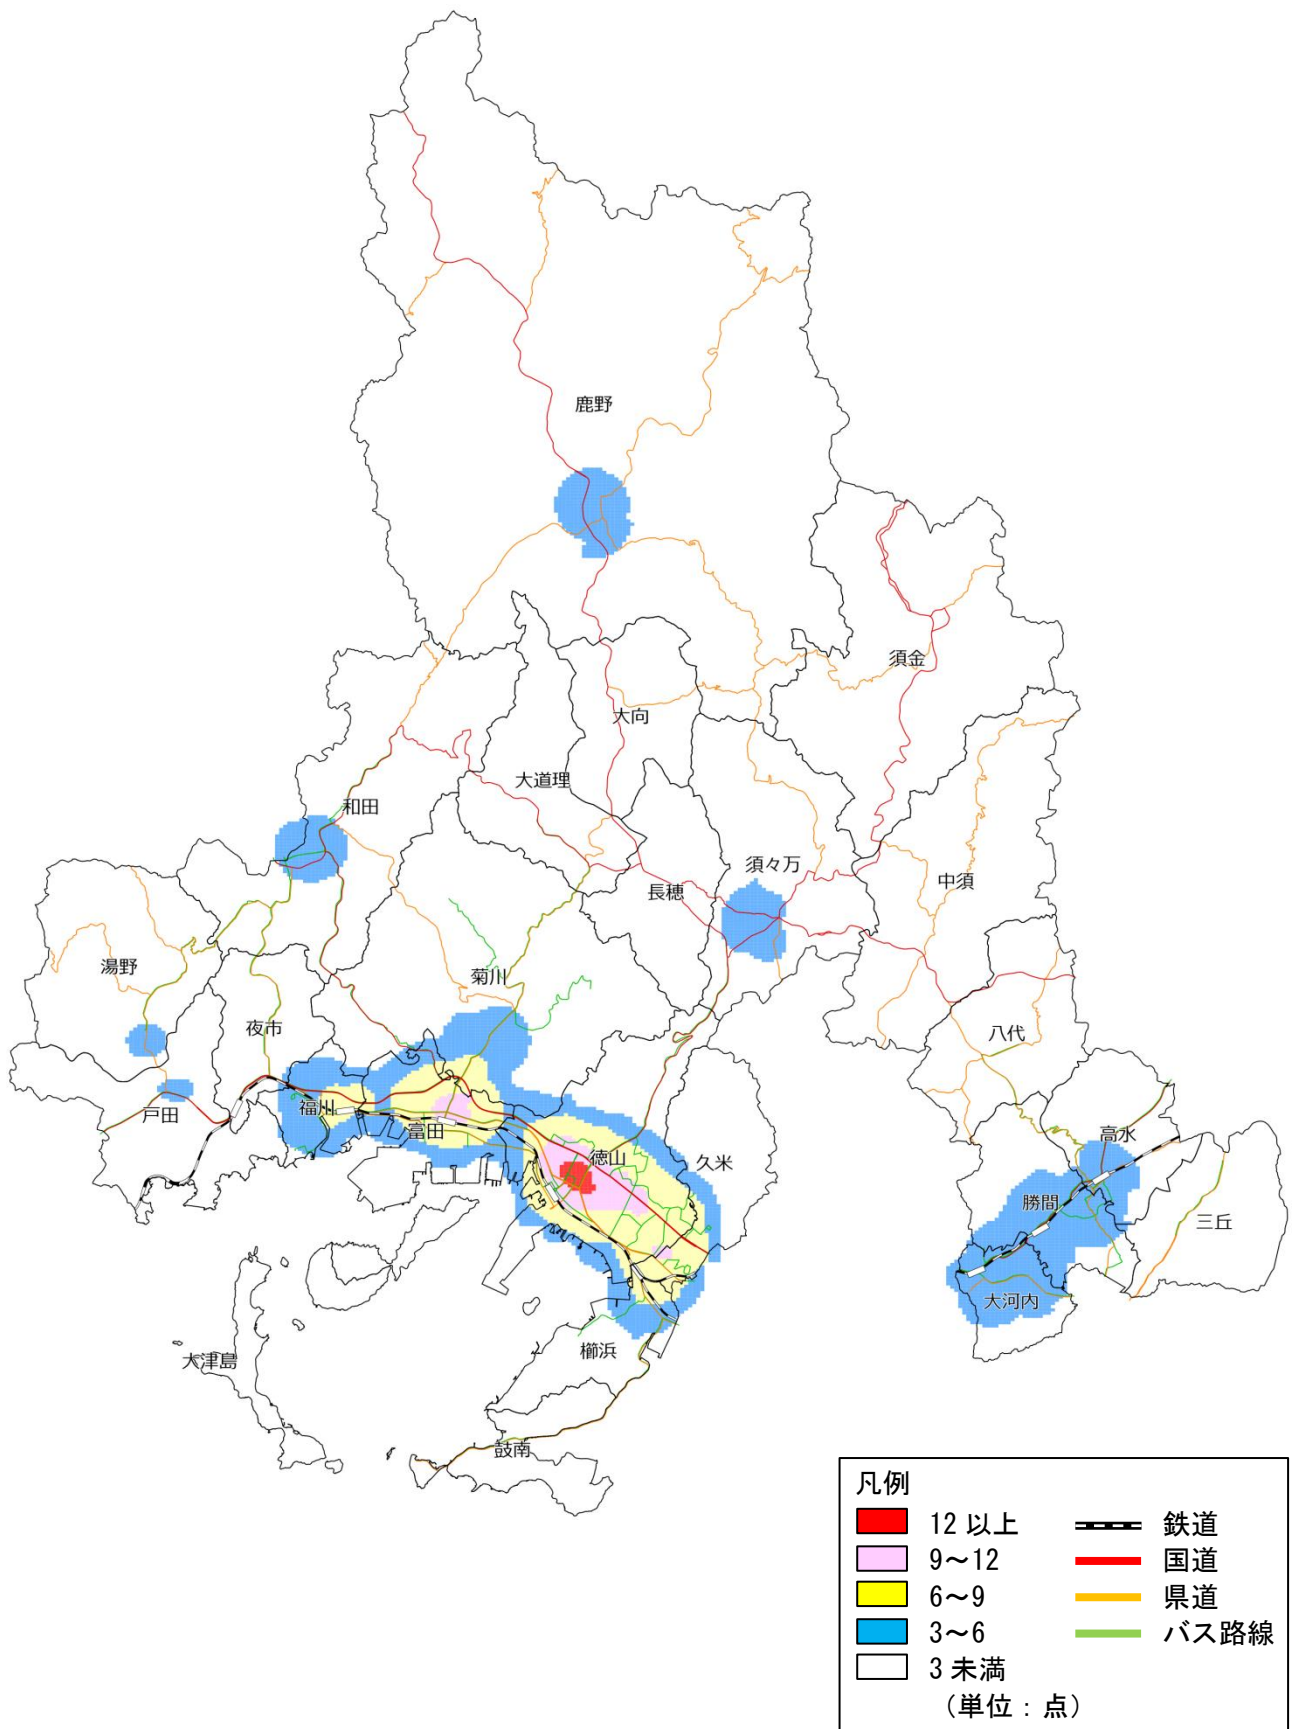 鹿野
須金
大向
大道理
和田
須々万
長穂
中須
湯野
菊川
夜市
八代
戸田
福川
富田
徳山
久米
高水
勝間
三丘
大河内
櫛浜
大津島
鼓南
凡例
12 以上
9～12
6～9
3～6
3 未満
（単位：点）
鉄道
国道
県道
バス路線